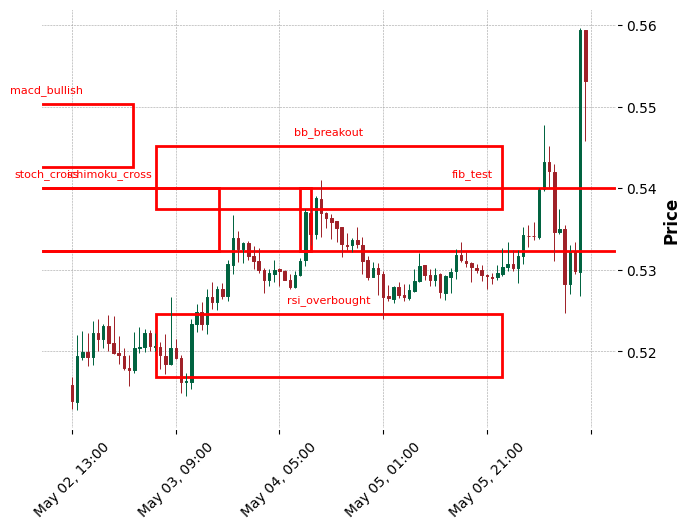 0.56
macd_bullish
0.55
bb_breakout
stoch_cross
ichimoku_cross
fib_test
0.54
Price
0.53
rsi_overbought
0.52
May 02, 13:00
May 03, 09:00
May 04, 05:00
May 05, 01:00
May 05, 21:00